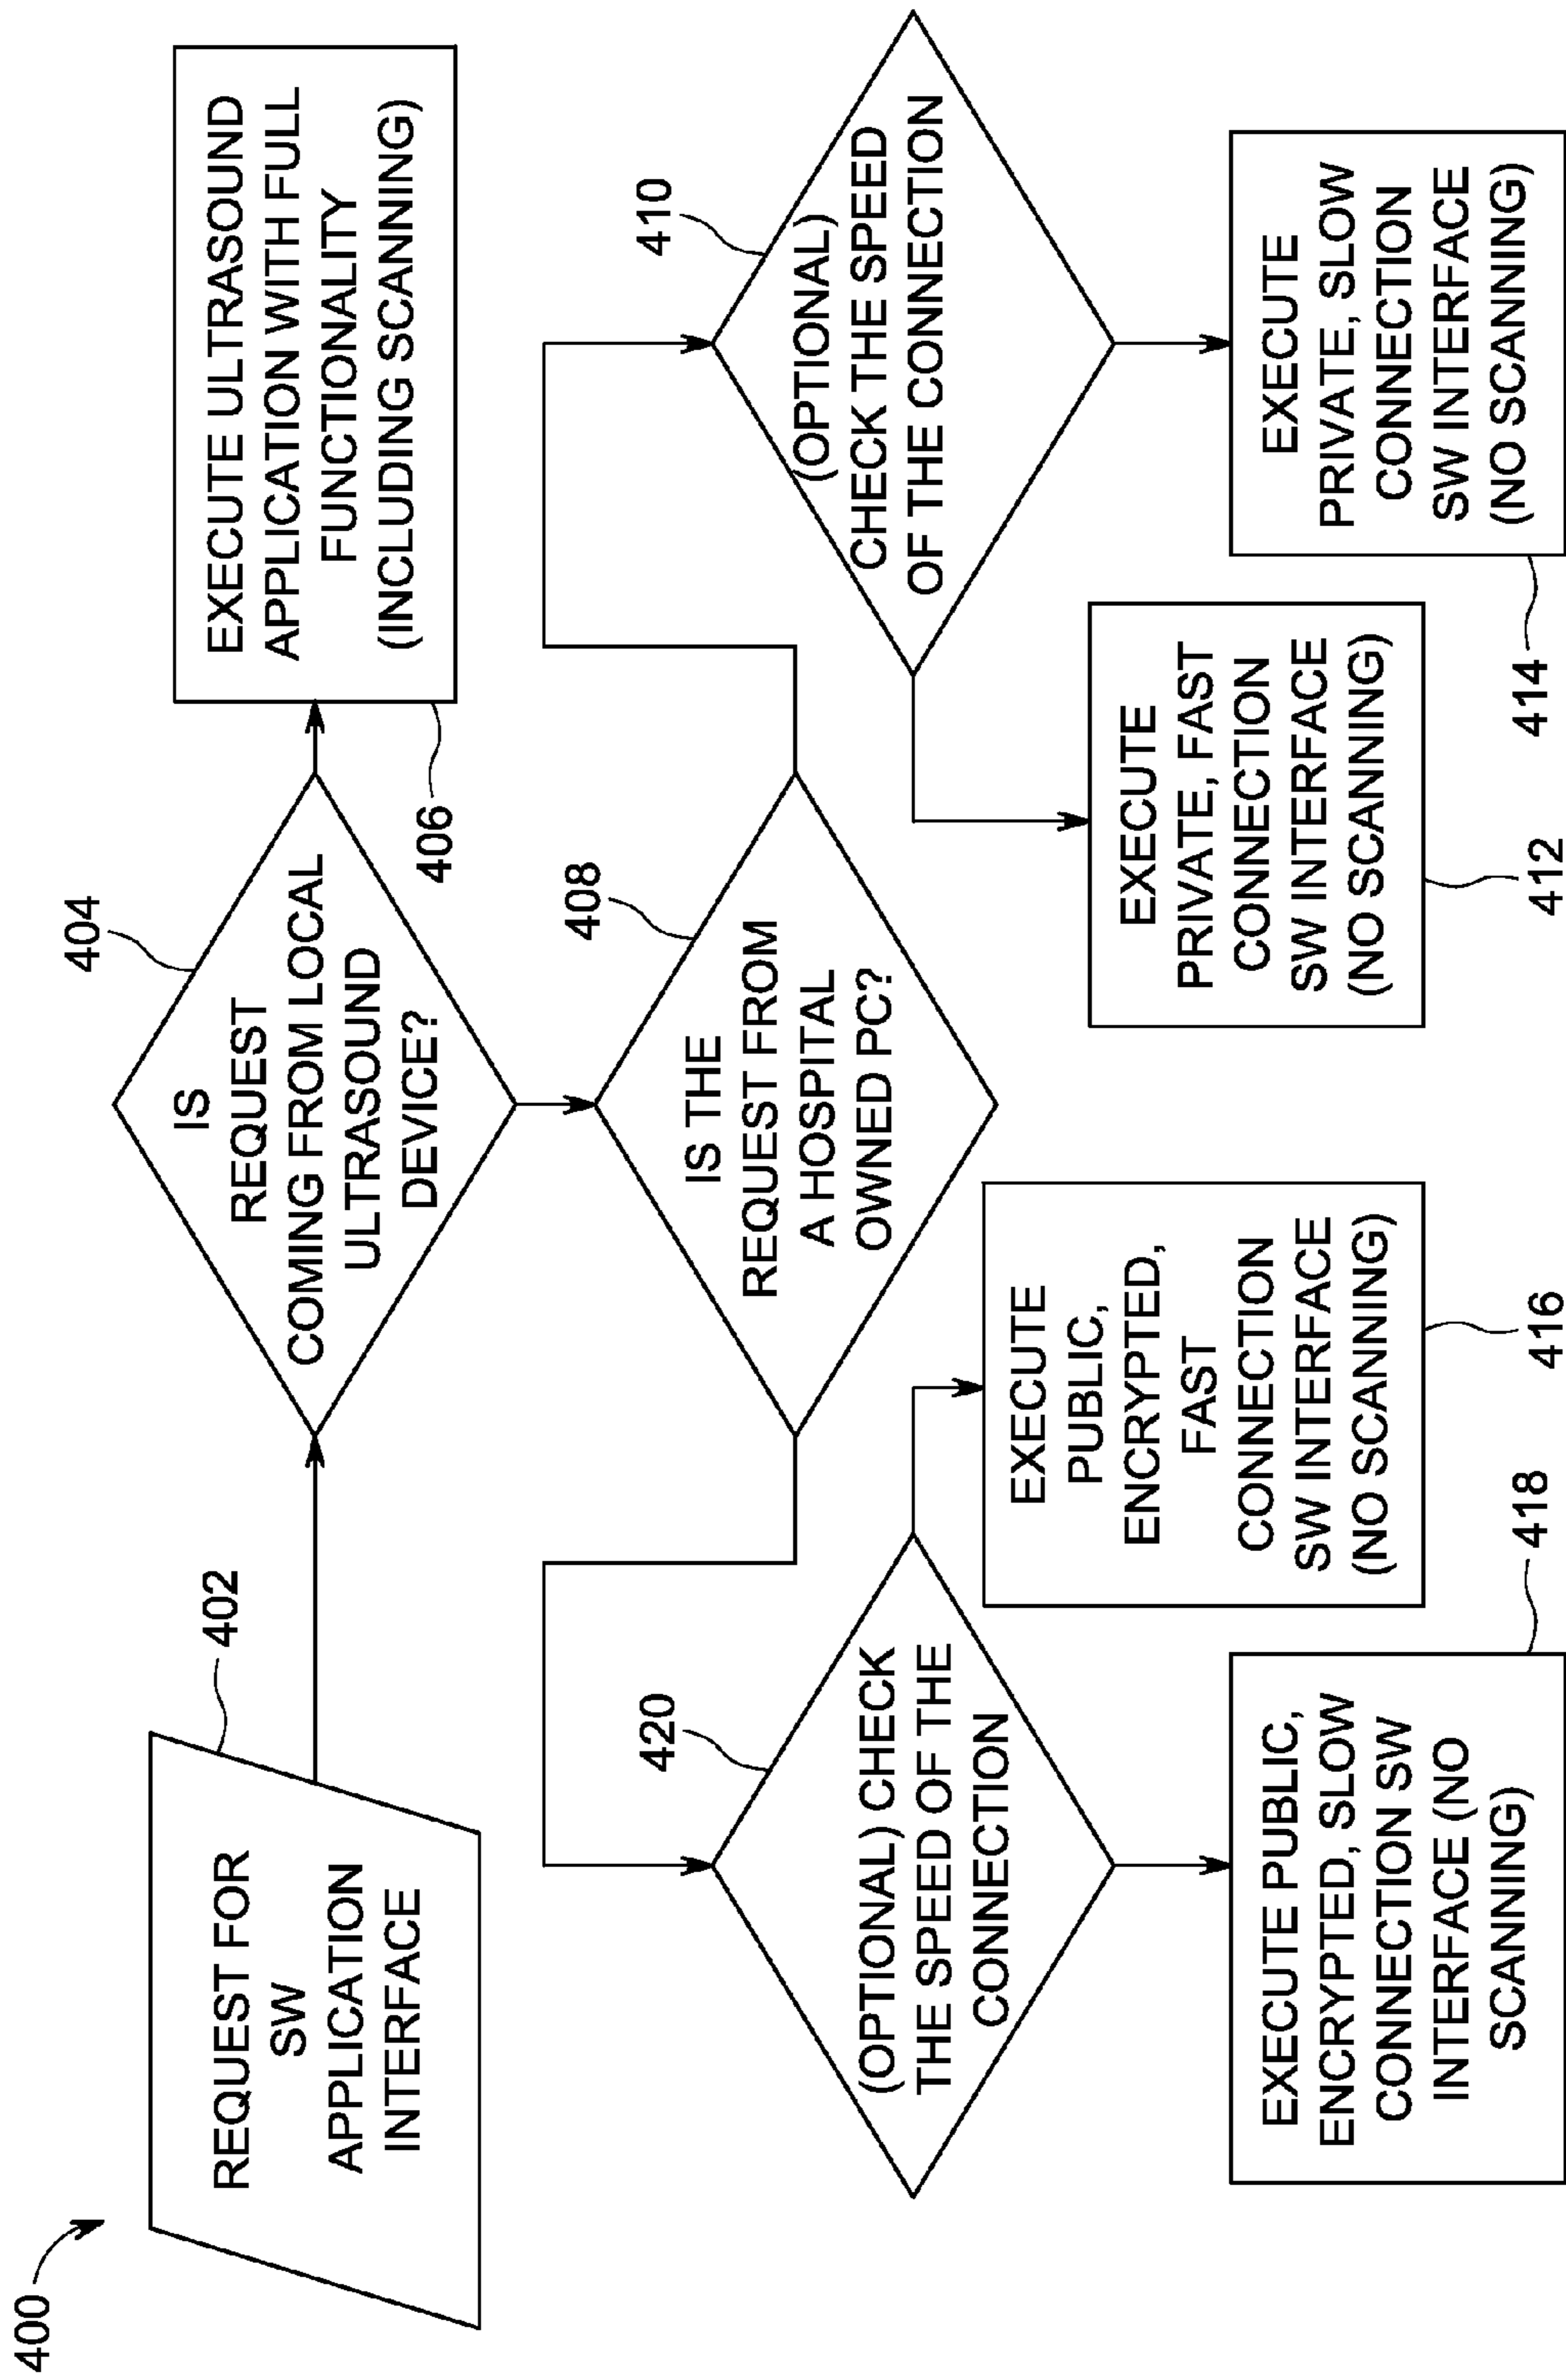 400
402
REQUEST FOR
SW
APPLICATION
INTERFACE
404
IS
REQUEST
COMING FROM LOCAL
ULTRASOUND
DEVICE?
406
EXECUTE ULTRASOUND
APPLICATION WITH FULL
FUNCTIONALITY
(INCLUDING SCANNING)
408
IS THE
REQUEST FROM
A HOSPITAL
OWNED PC?
420
(OPTIONAL) CHECK
THE SPEED OF THE
CONNECTION
410
(OPTIONAL)
CHECK THE SPEED
OF THE CONNECTION
EXECUTE PUBLIC,
ENCRYPTED, SLOW
CONNECTION SW
INTERFACE (NO
SCANNING)
418
EXECUTE
PUBLIC,
ENCRYPTED,
FAST
CONNECTION
SW INTERFACE
(NO SCANNING)
416
EXECUTE
PRIVATE, FAST
CONNECTION
SW INTERFACE
(NO SCANNING)
412
EXECUTE
PRIVATE, SLOW
CONNECTION
SW INTERFACE
(NO SCANNING)
414